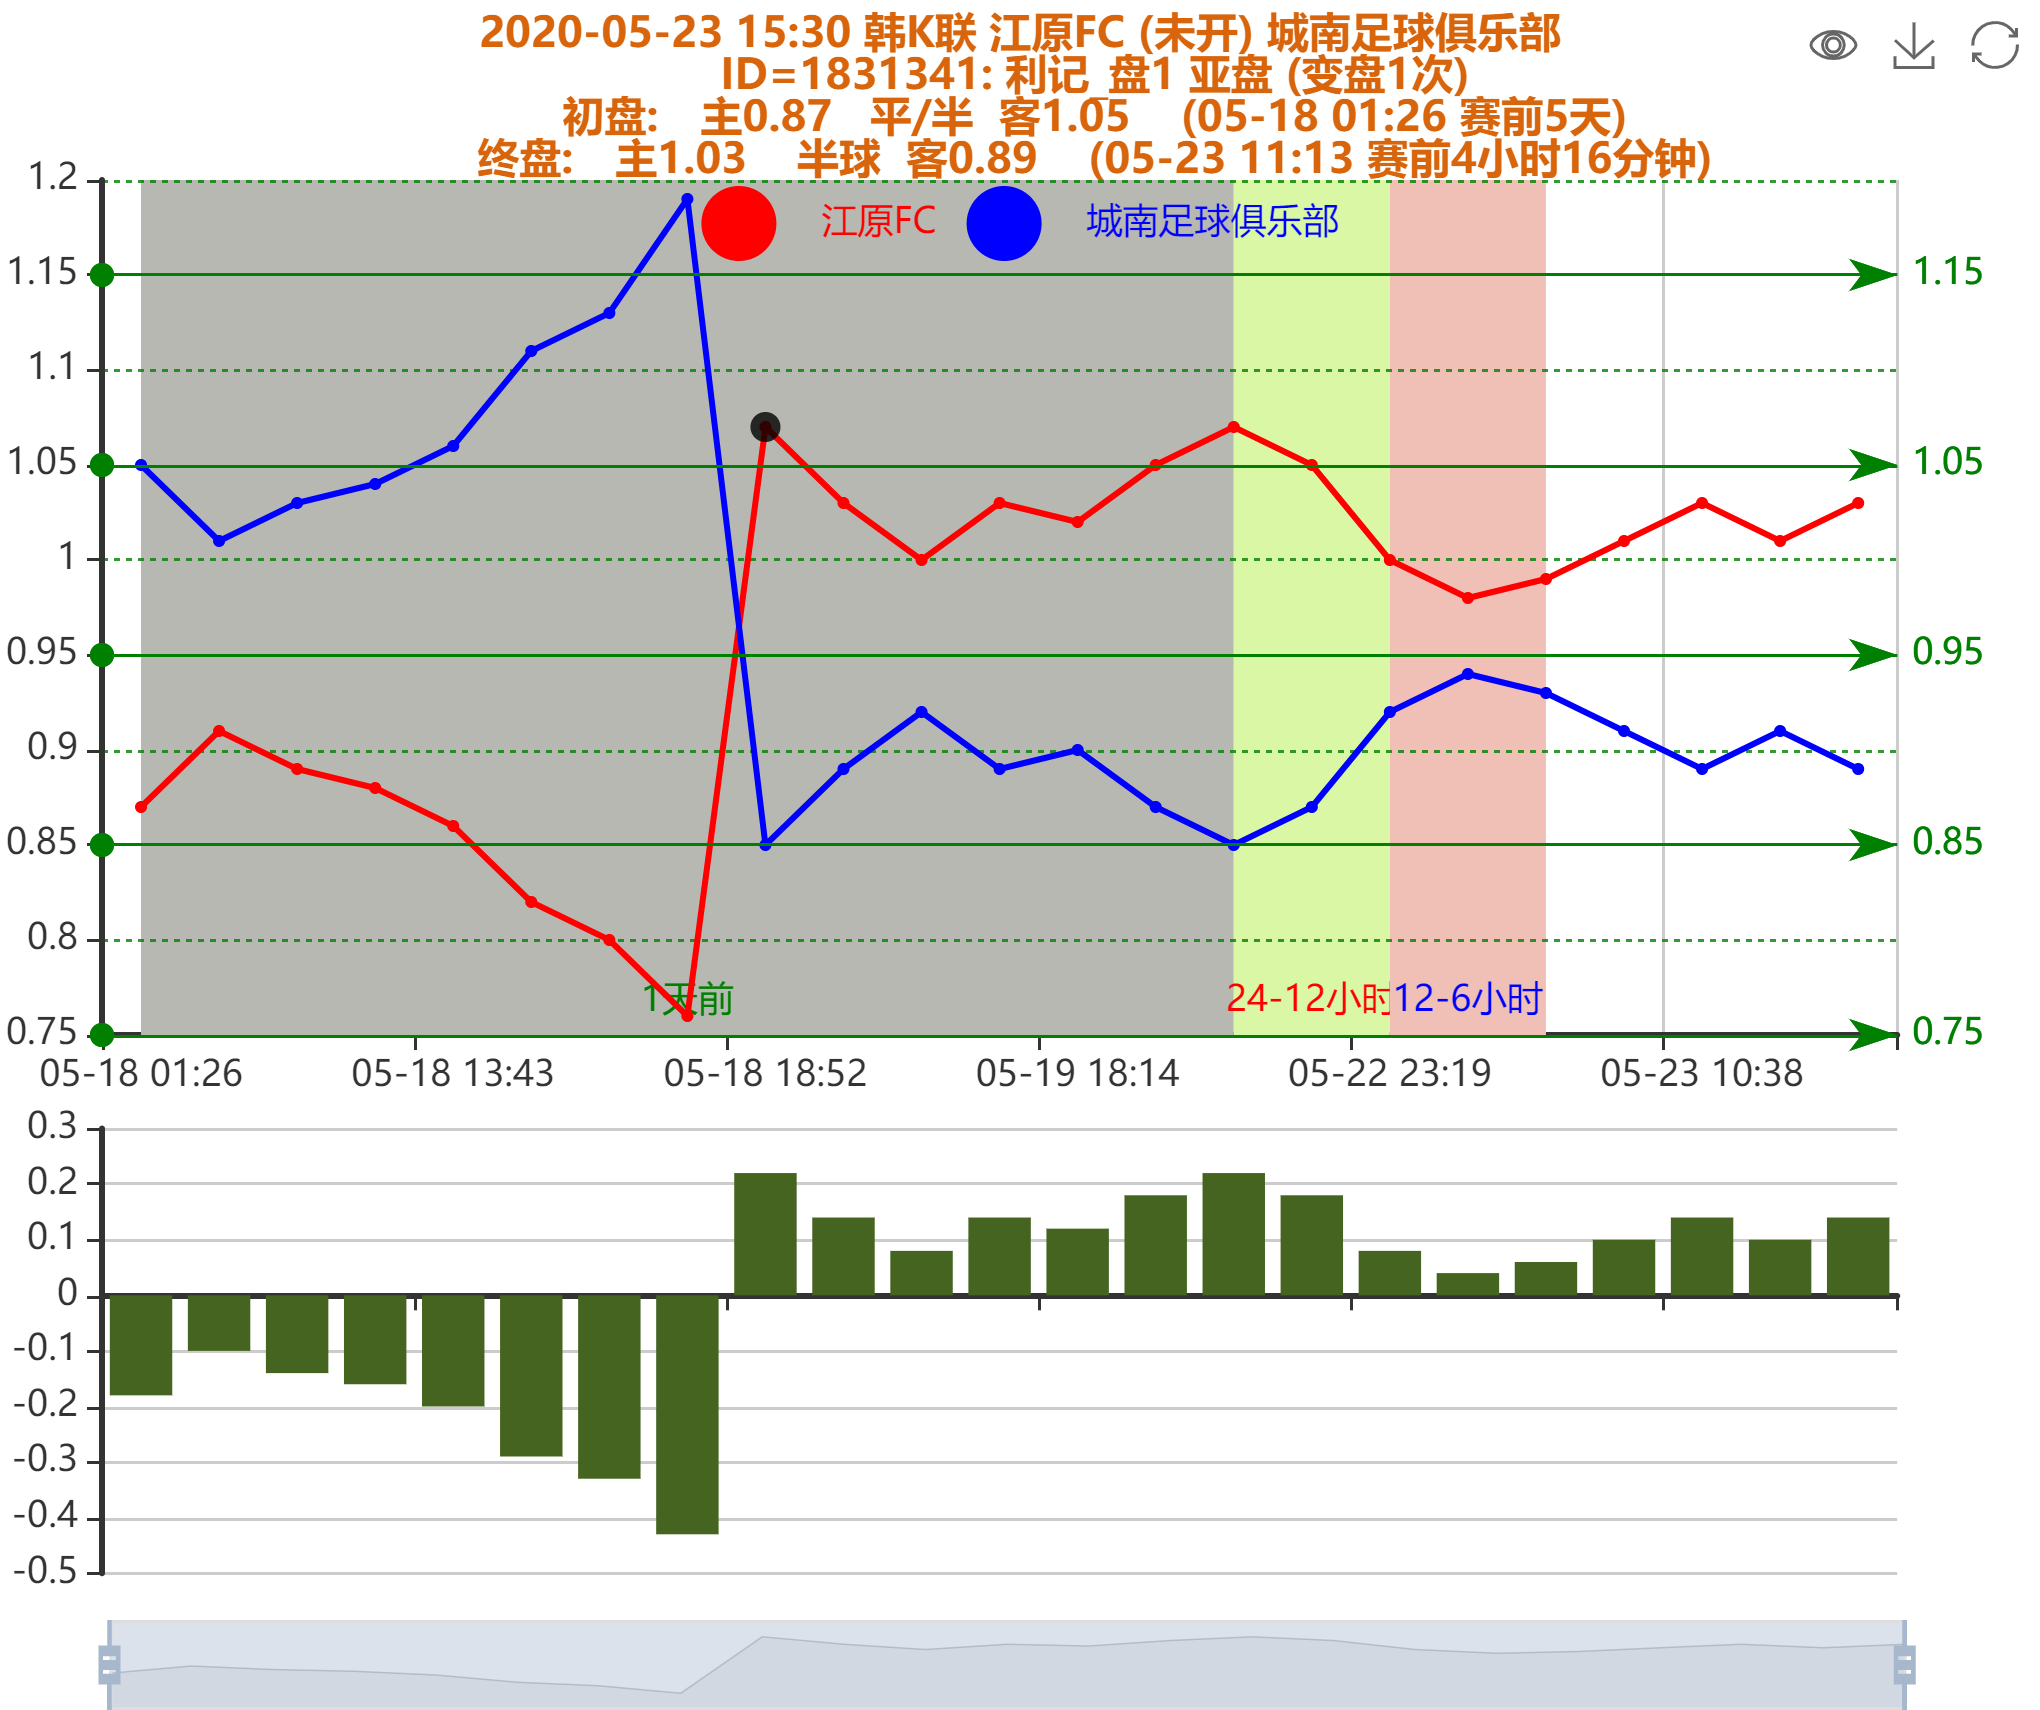 2020-05-23 15:30 韩K联 江原FC (未开) 城南足球俱乐部
ID=1831341: 利记_盘1 亚盘 (变盘1次)
初盘: 主0.87 平/半 客1.05 (05-18 01:26 赛前5天)
终盘: 主1.03 半球 客0.89 (05-23 11:13 赛前4小时16分钟)
江原FC 城南足球俱乐部
1.2
1.15 1.15
1.1
1.05 1.05
1
0.95 0.95
0.9
0.85 0.85
0.8
1天前 24-12小时 12-6小时
0.75 0.75
05-18 01:26 05-18 13:43 05-18 18:52 05-19 18:14 05-22 23:19 05-23 10:38
0.3
0.2
0.1
0
-0.1
-0.2
-0.3
-0.4
-0.5